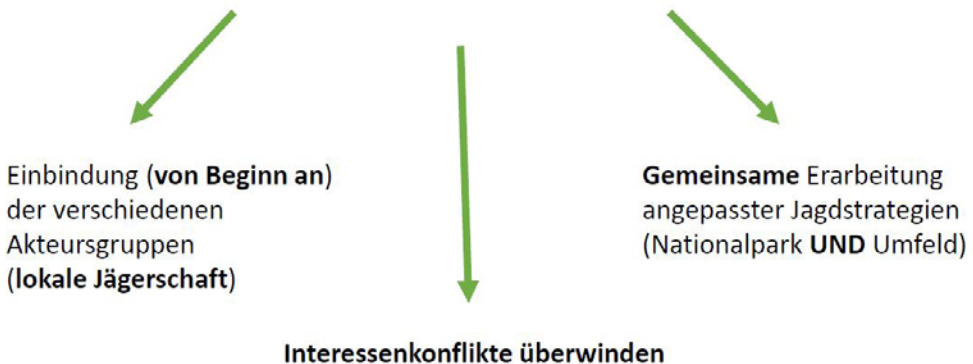 Einbindung (von Beginn an)
der verschiedenen
Akteursgruppen
(lokale Jägerschaft)
Gemeinsame Erarbeitung
angepasster Jagdstrategien
(Nationalpark UND Umfeld)
Interessenkonflikte überwinden